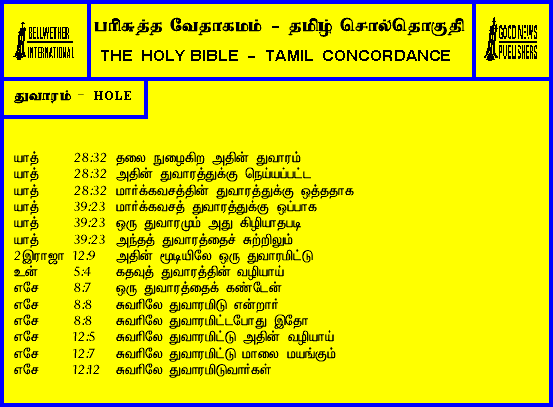 BELLWETHER INTERNATIONAL
பரிசுத்த வேதாகமம் - தமிழ் சொல்தொகுதி
THE HOLY BIBLE - TAMIL CONCORDANCE
GOOD NEWS PUBLISHERS
துவாரம் - HOLE
யாத் 28:32 தலை நுழைகிற அதின் துவாரம்
யாத் 28:32 அதின் துவாரத்துக்கு நெய்யப்பட்ட
யாத் 28:32 மார்க்கவசத்தின் துவாரத்துக்கு ஒத்ததாக
யாத் 39:23 மார்க்கவசத் துவாரத்துக்கு ஒப்பாக
யாத் 39:23 ஒரு துவாரமும் அது கிழியாதபடி
யாத் 39:23 அந்தத் துவாரத்தைச் சுற்றிலும்
2இராஜா 12:9 அதின் மூடியிலே ஒரு துவாரமிட்டு
உன் 5:4 கதவுத் துவாரத்தின் வழியாய்
எசே 8:7 ஒரு துவாரத்தைக் கண்டேன்
எசே 8:8 சுவரிலே துவாரமிடு என்றார்
எசே 8:8 சுவரிலே துவாரமிட்டபோது இதோ
எசே 12:5 சுவரிலே துவாரமிட்டு அதின் வழியாய்
எசே 12:7 சுவரிலே துவாரமிட்டு மாலை மயங்கும்
எசே 12:12 சுவரிலே துவாரமிடுவார்கள்